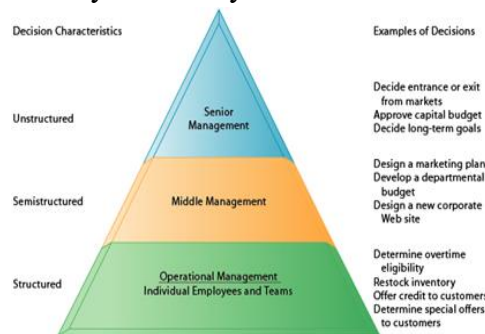 Decision Characteristics
Examples of Decisions
Unstructured
Senior
Management
Decide entrance or exit
from markets
Approve capital budget
Decide long-term goals
Semistructured
Middle Management
Design a marketing plan
Develop a departmental
budget
Design a new corporate
Web site
Structured
Operational Management
Individual Employees and Teams
Determine overtime
eligibility
Restock inventory
Offer credit to customers
Determine special offers
to customers